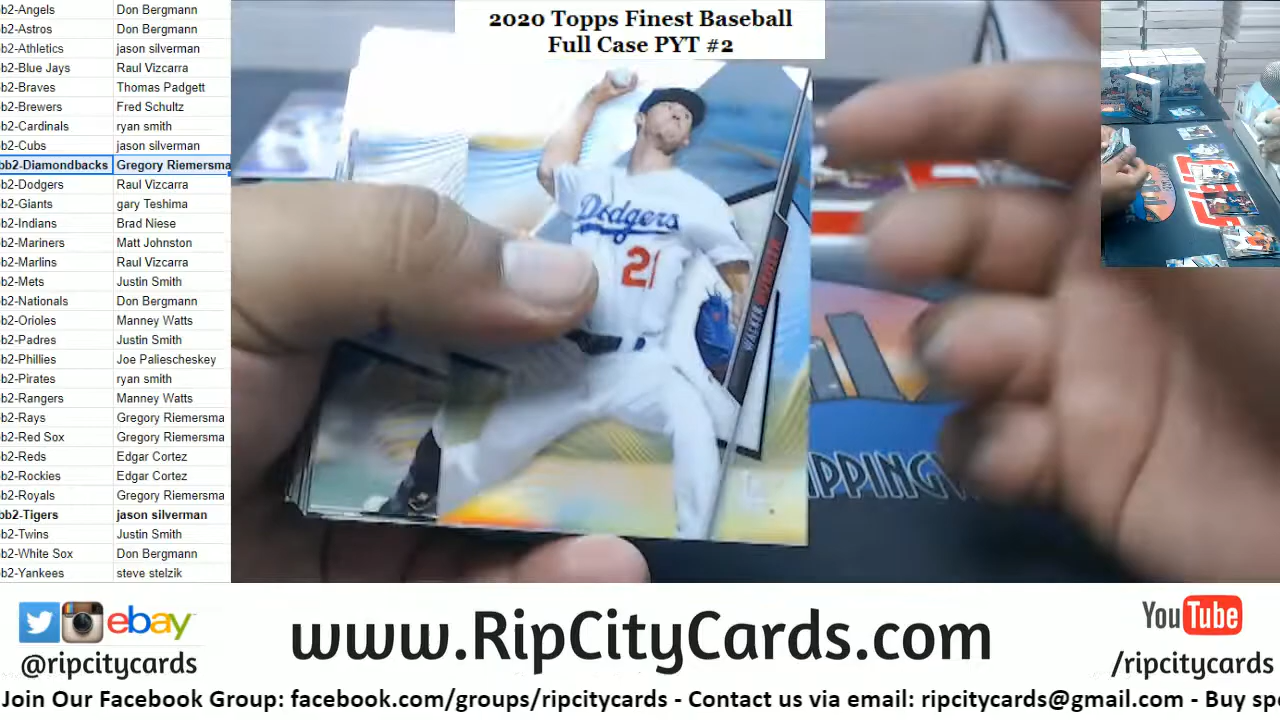 2020 Topps Finest Baseball
Full Case PYT #2
b2-Angels Don Bergmann
b2-Astros Don Bergmann
b2-Athletics jason silverman
b2-Blue Jays Raul Vizcarra
b2-Braves Thomas Padgett
b2-Brewers Fred Schultz
b2-Cardinals ryan smith
b2-Cubs jason silverman
bb2-Diamondbacks Gregory Riemersma
b2-Dodgers Raul Vizcarra
b2-Giants gary Teshima
b2-Indians Brad Niese
b2-Mariners Matt Johnston
b2-Marlins Raul Vizcarra
b2-Mets Justin Smith
b2-Nationals Don Bergmann
b2-Orioles Manney Watts
b2-Padres Justin Smith
b2-Phillies Joe Paliescheskey
b2-Pirates ryan smith
b2-Rangers Manney Watts
b2-Rays Gregory Riemersma
b2-Red Sox Gregory Riemersma
b2-Reds Edgar Cortez
b2-Rockies Edgar Cortez
b2-Royals Gregory Riemersma
bb2-Tigers jason silverman
b2-Twins Justin Smith
b2-White Sox Don Bergmann
b2-Yankees steve stelzik
Dodgers
21
WALKER BUEHLER
IPPING
ebay
@ripcitycards
www.RipCityCards.com
YouTube
/ripcitycards
Join Our Facebook Group: facebook.com/groups/ripcitycards - Contact us via email: ripcitycards@gmail.com - Buy spo